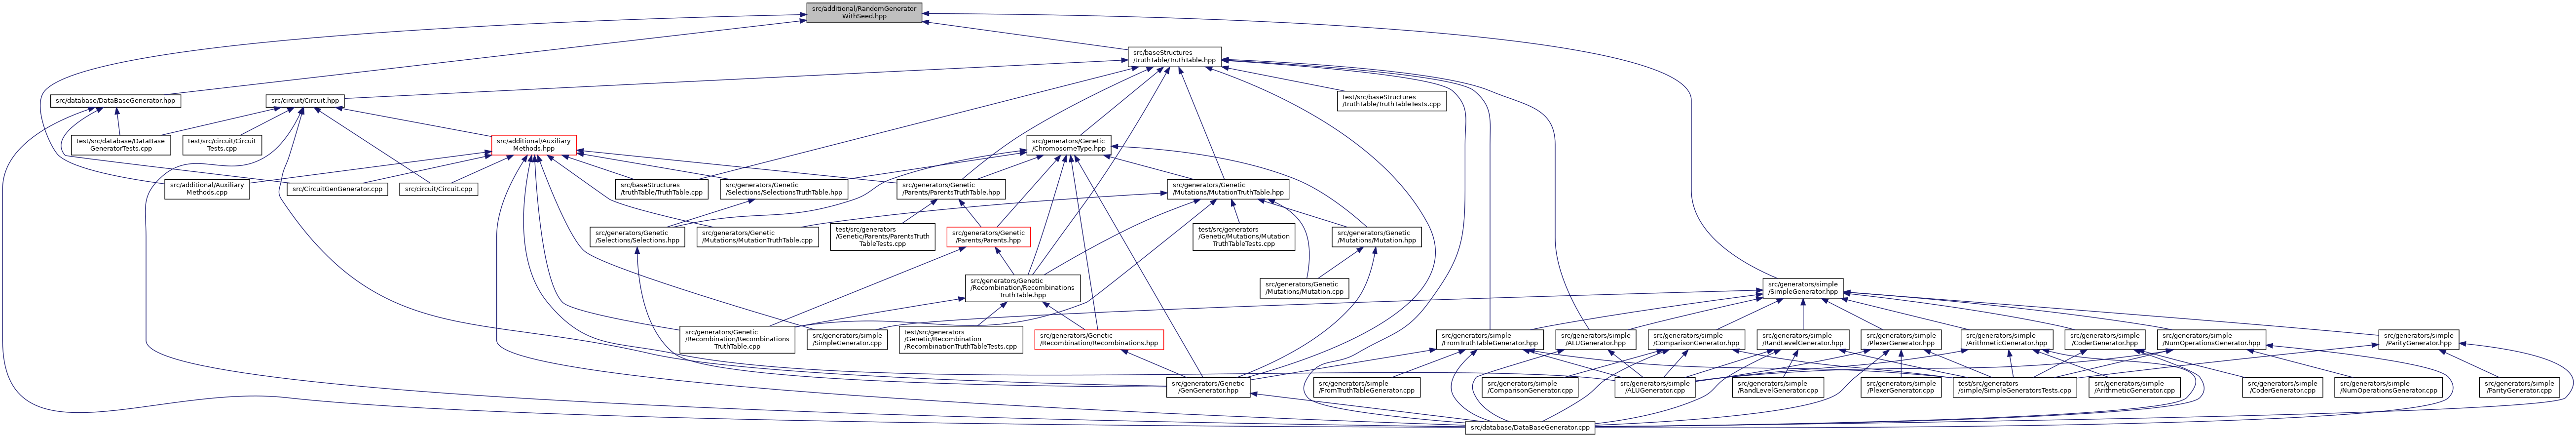 src/additional/RandomGenerator
WithSeed.hpp
src/baseStructures
/truthTable/TruthTable.hpp
src/database/DataBaseGenerator.hpp
src/circuit/Circuit.hpp
test/src/baseStructures
/truthTable/TruthTableTests.cpp
test/src/database/DataBase
GeneratorTests.cpp
test/src/circuit/Circuit
Tests.cpp
src/additional/Auxiliary
Methods.hpp
src/generators/Genetic
/ChromosomeType.hpp
src/additional/Auxiliary
Methods.cpp
src/CircuitGenGenerator.cpp
src/circuit/Circuit.cpp
src/baseStructures
/truthTable/TruthTable.cpp
src/generators/Genetic
/Selections/SelectionsTruthTable.hpp
src/generators/Genetic
/Parents/ParentsTruthTable.hpp
src/generators/Genetic
/Mutations/MutationTruthTable.hpp
src/generators/Genetic
/Selections/Selections.hpp
src/generators/Genetic
/Mutations/MutationTruthTable.cpp
test/src/generators
/Genetic/Parents/ParentsTruth
TableTests.cpp
src/generators/Genetic
/Parents/Parents.hpp
test/src/generators
/Genetic/Mutations/Mutation
TruthTableTests.cpp
src/generators/Genetic
/Mutations/Mutation.hpp
src/generators/Genetic
/Recombination/Recombinations
TruthTable.hpp
src/generators/Genetic
/Mutations/Mutation.cpp
src/generators/simple
/SimpleGenerator.hpp
src/generators/Genetic
/Recombination/Recombinations
TruthTable.cpp
src/generators/simple
/SimpleGenerator.cpp
test/src/generators
/Genetic/Recombination
/RecombinationTruthTableTests.cpp
src/generators/Genetic
/Recombination/Recombinations.hpp
src/generators/simple
/FromTruthTableGenerator.hpp
src/generators/simple
/ALUGenerator.hpp
src/generators/simple
/ComparisonGenerator.hpp
src/generators/simple
/RandLevelGenerator.hpp
src/generators/simple
/PlexerGenerator.hpp
src/generators/simple
/ArithmeticGenerator.hpp
src/generators/simple
/CoderGenerator.hpp
src/generators/simple
/NumOperationsGenerator.hpp
src/generators/simple
/ParityGenerator.hpp
src/generators/Genetic
/GenGenerator.hpp
src/generators/simple
/FromTruthTableGenerator.cpp
src/generators/simple
/ComparisonGenerator.cpp
src/generators/simple
/ALUGenerator.cpp
src/generators/simple
/RandLevelGenerator.cpp
src/generators/simple
/PlexerGenerator.cpp
test/src/generators
/simple/SimpleGeneratorsTests.cpp
src/generators/simple
/ArithmeticGenerator.cpp
src/generators/simple
/CoderGenerator.cpp
src/generators/simple
/NumOperationsGenerator.cpp
src/generators/simple
/ParityGenerator.cpp
src/database/DataBaseGenerator.cpp